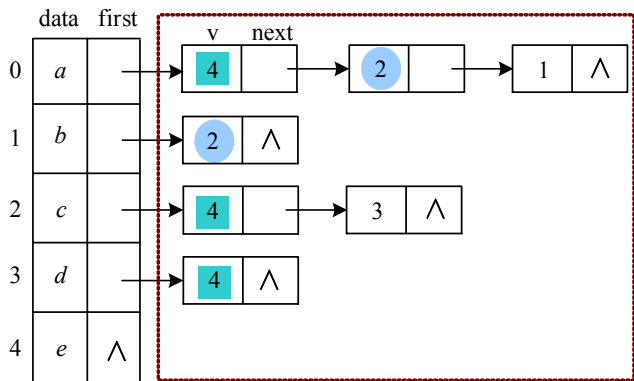 data first
v next
0 a 4 2 1 ∧
1 b 2 ∧
2 c 4 3 ∧
3 d 4 ∧
4 e ∧